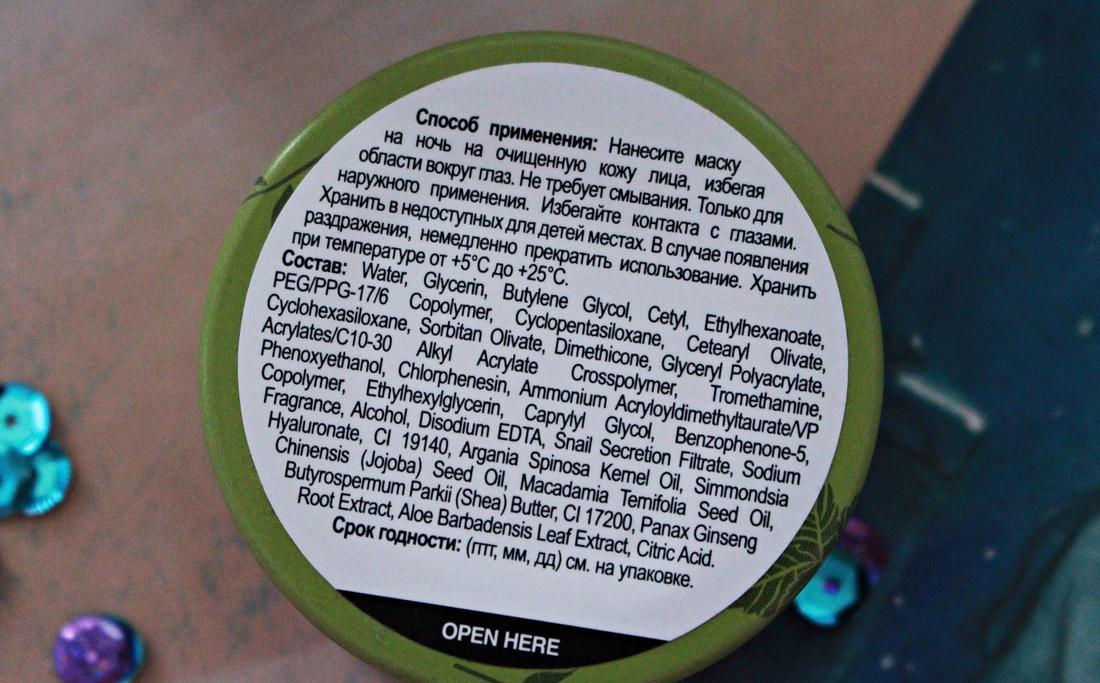 Способ применения: Нанесите маску
на ночь на очищенную кожу лица, избегая
области вокруг глаз. Не требует смывания. Только для
наружного применения. Избегайте контакта с глазами.
Хранить в недоступных для детей местах. В случае появления
раздражения, немедленно прекратить использование. Хранить
при температуре от +5°C до +25°C.
Состав: Water, Glycerin, Butylene Glycol, Cetyl, Ethylhexanoate,
PEG/PPG-17/6 Copolymer, Cyclopentasiloxane, Cetearyl Olivate,
Cyclohexasiloxane, Sorbitan Olivate, Dimethicone, Glyceryl Polyacrylate,
Acrylates/C10-30 Alkyl Acrylate Crosspolymer, Tromethamine,
Phenoxyethanol, Chlorphenesin, Ammonium Acryloyldimethyltaurate/VP
Copolymer, Ethylhexylglycerin, Caprylyl Glycol, Benzophenone-5,
Fragrance, Alcohol, Disodium EDTA, Snail Secretion Filtrate, Sodium
Hyaluronate, CI 19140, Argania Spinosa Kernel Oil, Simmondsia
Chinensis (Jojoba) Seed Oil, Macadamia Temifolia Seed Oil,
Butyrospermum Parkii (Shea) Butter, CI 17200, Panax Ginseng
Root Extract, Aloe Barbadensis Leaf Extract, Citric Acid.
Срок годности: (ггг, мм, дд) см. на упаковке.
OPEN HERE